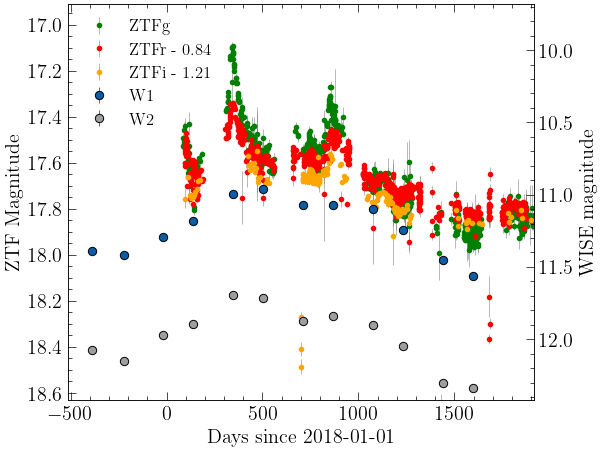 ZTFg
ZTFr - 0.84
ZTFi - 1.21
W1
W2
17.0
17.2
17.4
17.6
17.8
18.0
18.2
18.4
18.6
ZTF Magnitude
10.0
10.5
11.0
11.5
12.0
WISE magnitude
−500 0 500 1000 1500
Days since 2018-01-01